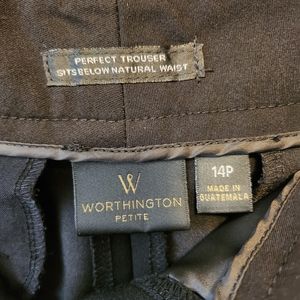 PERFECT TROUSER
SITS BELOW NATURAL WAIST
W
WORTHINGTON
PETITE
14P
MADE IN
GUATEMALA